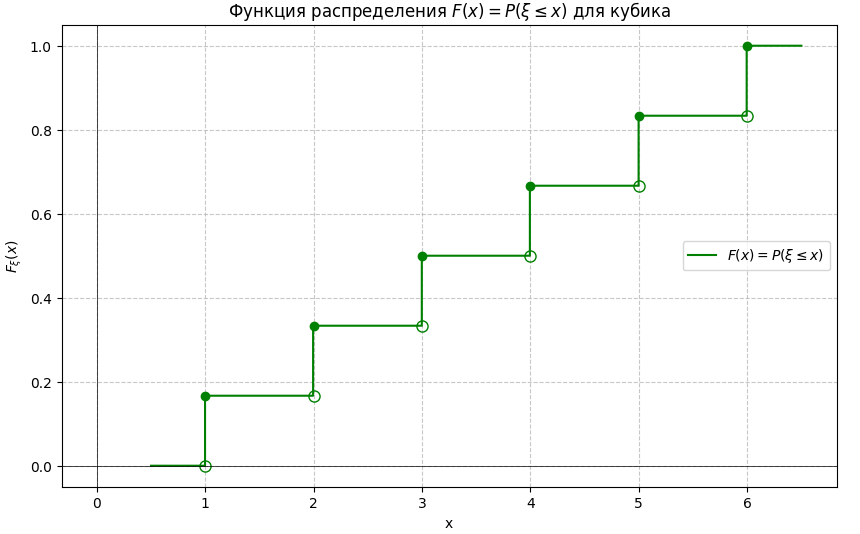 Функция распределения F(x) = P(ξ ≤ x) для кубика
1.0
0.8
0.6
0.4
0.2
0.0
F_ξ(x)
F(x) = P(ξ ≤ x)
0 1 2 3 4 5 6
x